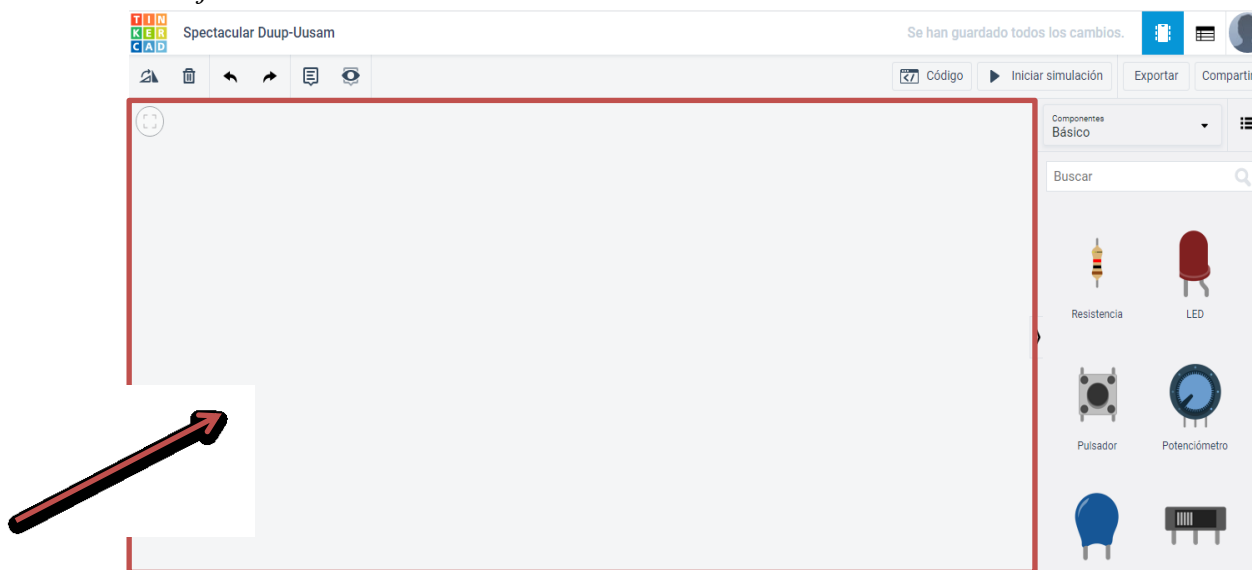 TIN
KER
CAD
Spectacular Duup-Uusam
Se han guardado todos los cambios.
Código
Iniciar simulación
Exportar
Compartir
Componentes
Básico
Buscar
Resistencia
LED
Pulsador
Potenciómetro